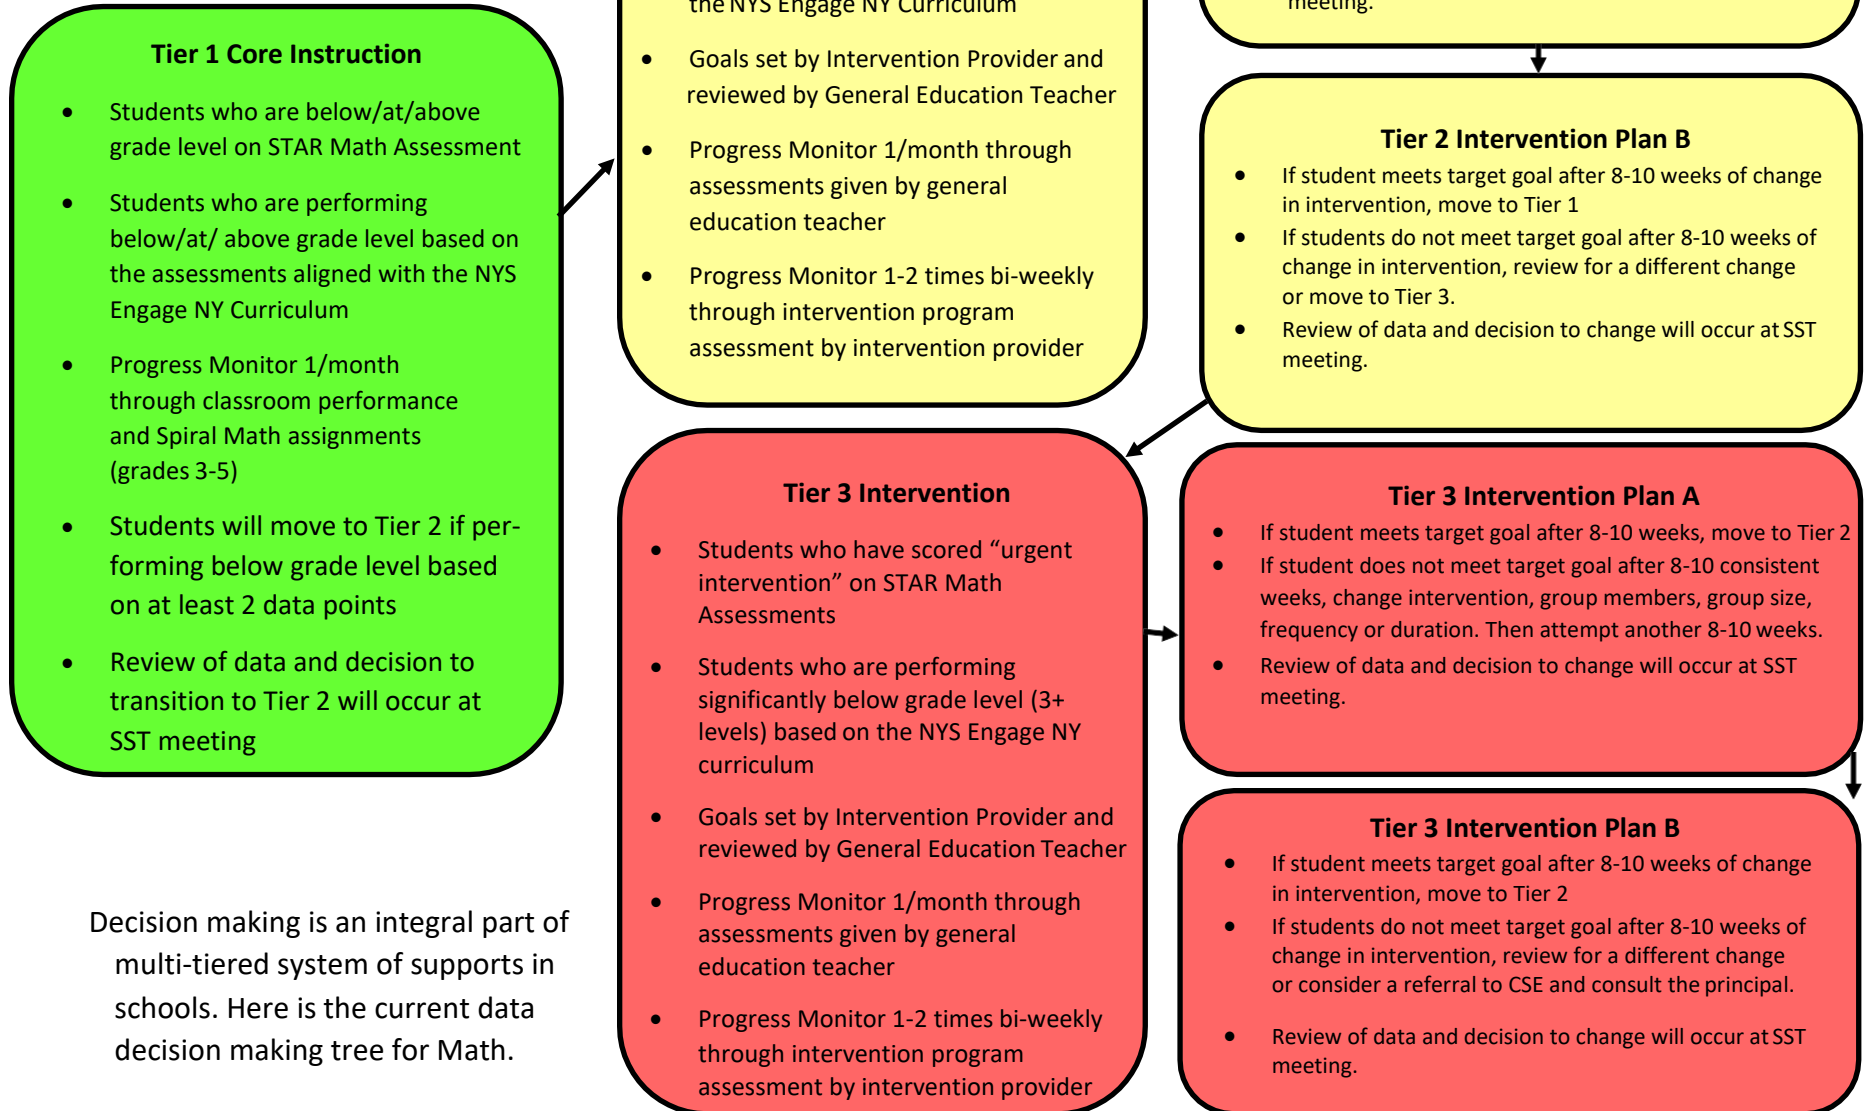 Tier 1 Core Instruction
• Students who are below/at/above
grade level on STAR Math Assessment
• Students who are performing
below/at/ above grade level based on
the assessments aligned with the NYS
Engage NY Curriculum
• Progress Monitor 1/month
through classroom performance
and Spiral Math assignments
(grades 3-5)
• Students will move to Tier 2 if per-
forming below grade level based
on at least 2 data points
• Review of data and decision to
transition to Tier 2 will occur at
SST meeting
Decision making is an integral part of
multi-tiered system of supports in
schools. Here is the current data
decision making tree for Math.
the NYS Engage NY Curriculum
• Goals set by Intervention Provider and
reviewed by General Education Teacher
• Progress Monitor 1/month through
assessments given by general
education teacher
• Progress Monitor 1-2 times bi-weekly
through intervention program
assessment by intervention provider
meeting.
Tier 2 Intervention Plan B
• If student meets target goal after 8-10 weeks of change
in intervention, move to Tier 1
• If students do not meet target goal after 8-10 weeks of
change in intervention, review for a different change
or move to Tier 3.
• Review of data and decision to change will occur at SST
meeting.
Tier 3 Intervention
• Students who have scored “urgent
intervention” on STAR Math
Assessments
• Students who are performing
significantly below grade level (3+
levels) based on the NYS Engage NY
curriculum
• Goals set by Intervention Provider and
reviewed by General Education Teacher
• Progress Monitor 1/month through
assessments given by general
education teacher
• Progress Monitor 1-2 times bi-weekly
through intervention program
assessment by intervention provider
Tier 3 Intervention Plan A
• If student meets target goal after 8-10 weeks, move to Tier 2
• If student does not meet target goal after 8-10 consistent
weeks, change intervention, group members, group size,
frequency or duration. Then attempt another 8-10 weeks.
• Review of data and decision to change will occur at SST
meeting.
Tier 3 Intervention Plan B
• If student meets target goal after 8-10 weeks of change
in intervention, move to Tier 2
• If students do not meet target goal after 8-10 weeks of
change in intervention, review for a different change
or consider a referral to CSE and consult the principal.
• Review of data and decision to change will occur at SST
meeting.